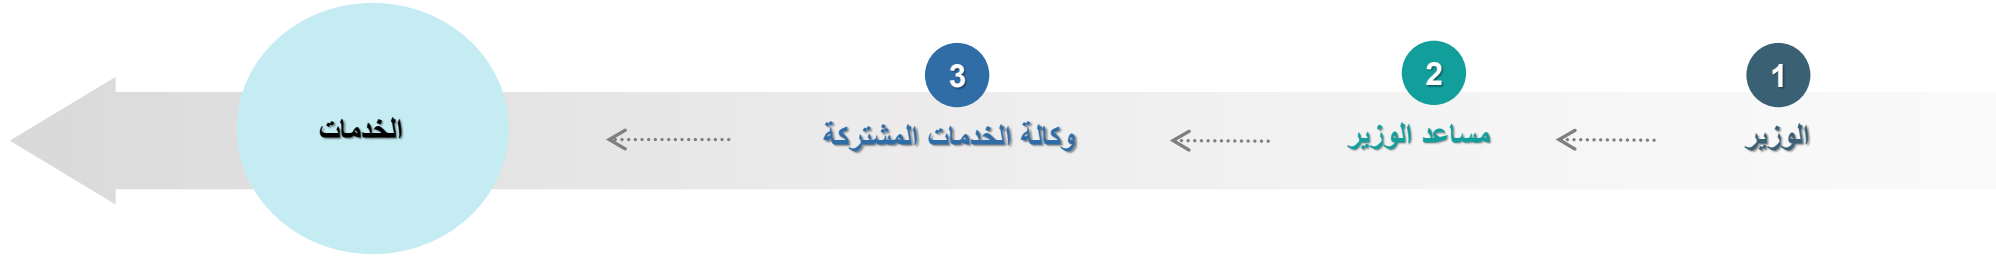 1
الوزير
2
مساعد الوزير
3
وكالة الخدمات المشتركة
الخدمات